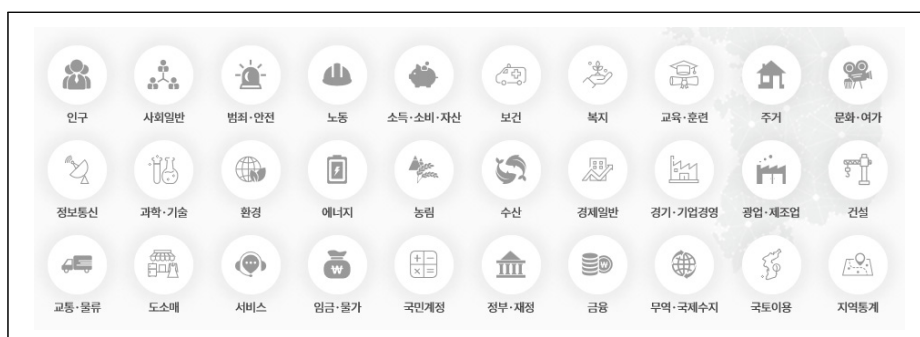 인구 사회일반 범죄·안전 노동 소득·소비·자산 보건 복지 교육·훈련 주거 문화·여가
정보통신 과학·기술 환경 에너지 농림 수산 경제일반 경기·기업경영 광업·제조업 건설
교통·물류 도소매 서비스 임금·물가 국민계정 정부·재정 금융 무역·국제수지 국토이용 지역통계